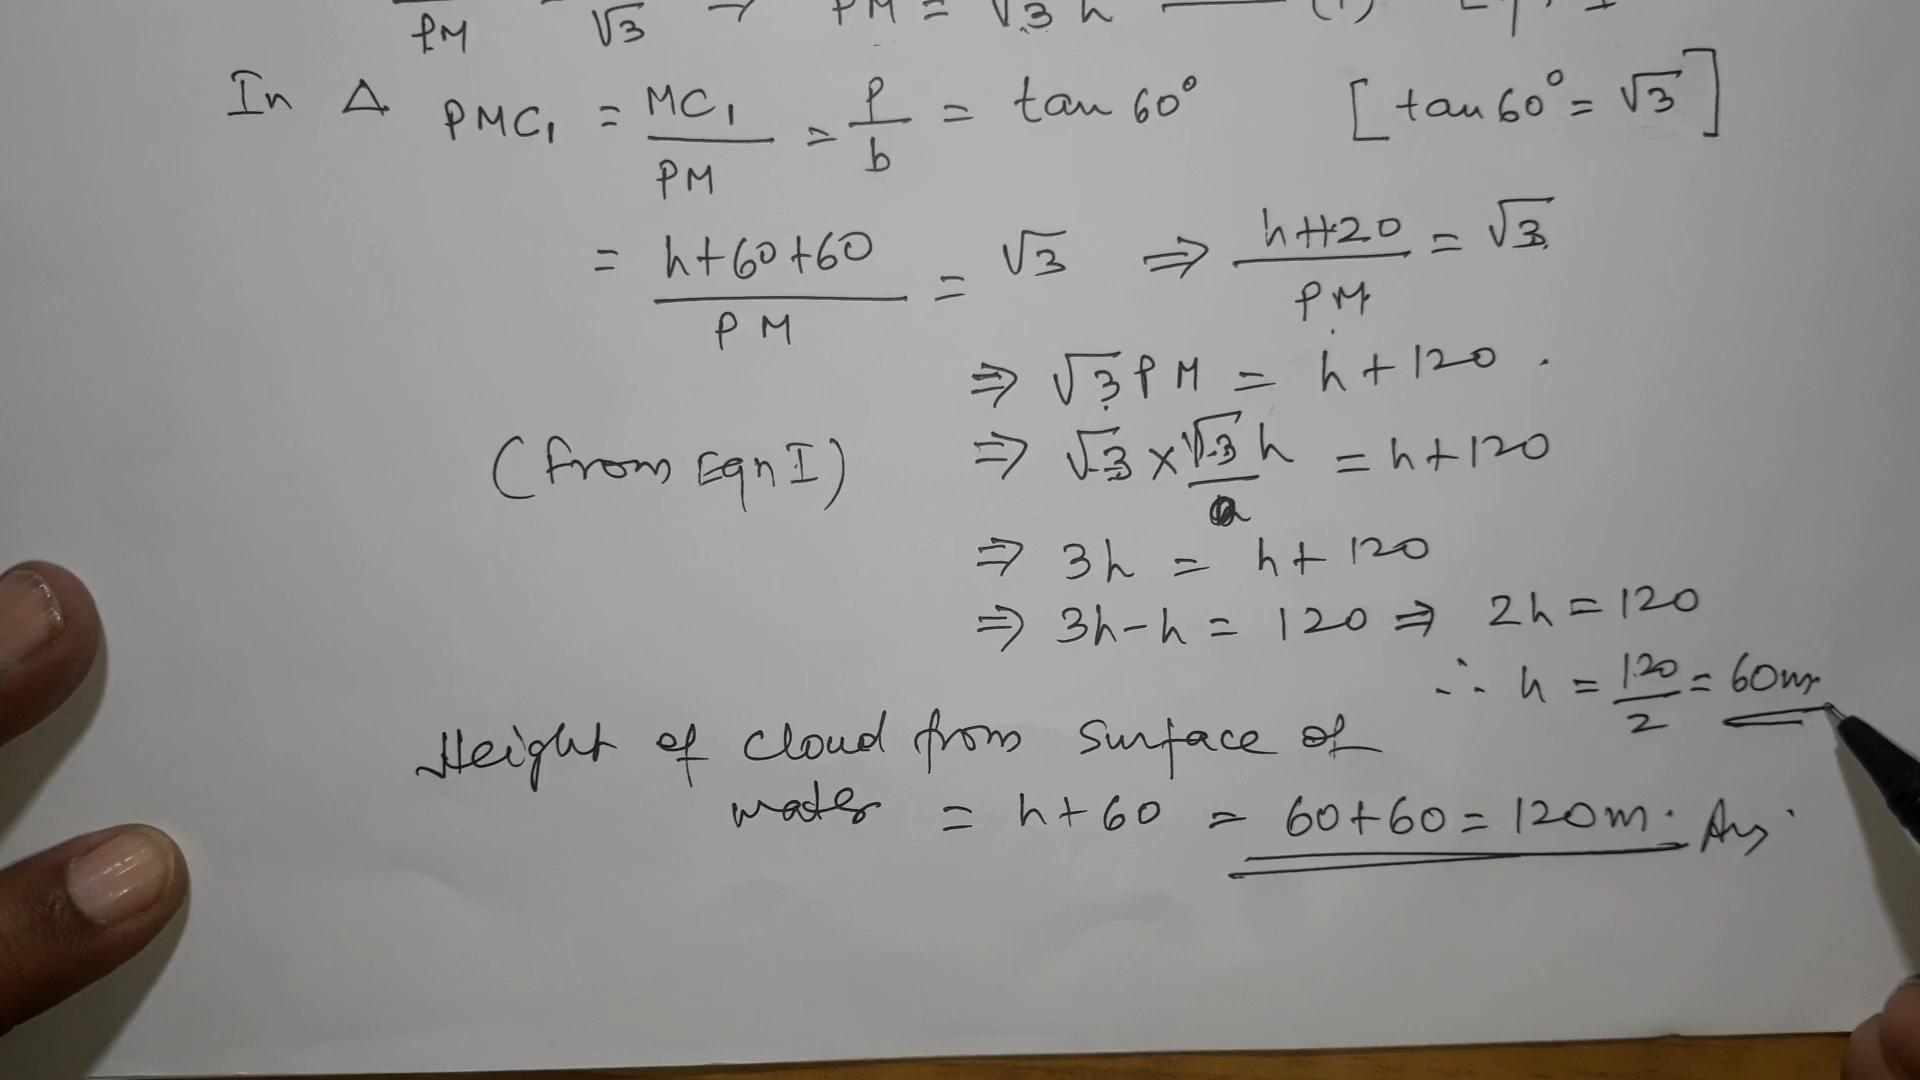 PM √3 ⇒ PM = √3 h (1) Eqn I
In Δ PMC₁ = MC₁/PM = P/b = tan 60° [tan 60° = √3]
= h+60+60/PM = √3 ⇒ h+120/PM = √3
⇒ √3 PM = h+120.
(from Eqn I) ⇒ √3 × √3 h = h+120
⇒ 3h = h+120
⇒ 3h-h = 120 ⇒ 2h = 120
∴ h = 120/2 = 60m
Height of cloud from surface of
water = h+60 = 60+60 = 120m. Ans.